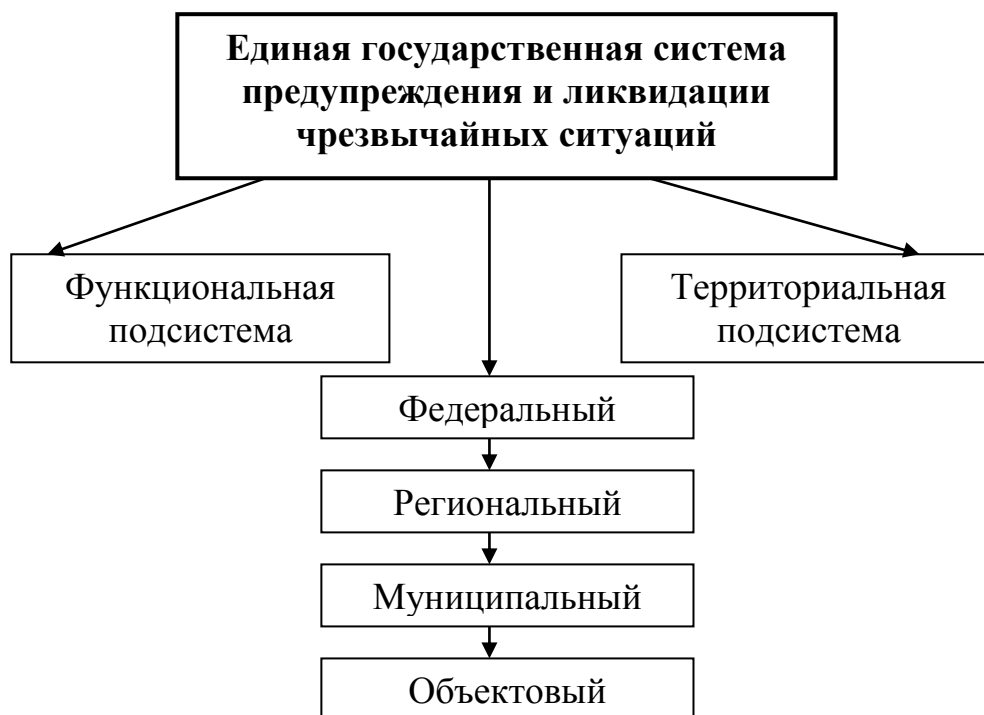 Единая государственная система
предупреждения и ликвидации
чрезвычайных ситуаций
Функциональная
подсистема
Территориальная
подсистема
Федеральный
Региональный
Муниципальный
Объектовый